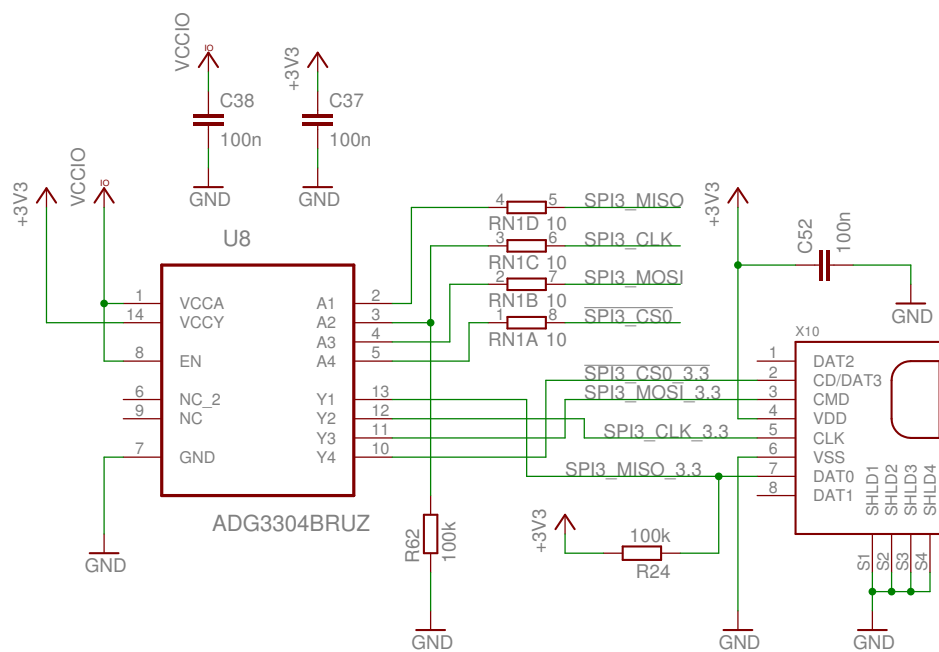 VCCIO
IO
+3V3
C38
100n
GND
C37
100n
GND
+3V3
VCCIO
IO
U8
1 VCCA
14 VCCY
8 EN
6 NC_2
9 NC
7 GND
A1 2
A2 3
A3 4
A4 5
Y1 13
Y2 12
Y3 11
Y4 10
ADG3304BRUZ
GND
4 5 SPI3_MISO
RN1D 10
3 6 SPI3_CLK
RN1C 10
2 7 SPI3_MOSI
RN1B 10
1 8 SPI3_CS0
RN1A 10
SPI3_CS0_3.3
SPI3_MOSI_3.3
SPI3_CLK_3.3
SPI3_MISO_3.3
R62
100k
GND
+3V3
100k
R24
+3V3
C52
100n
GND
GND
X10
1 DAT2
2 CD/DAT3
3 CMD
4 VDD
5 CLK
6 VSS
7 DAT0
8 DAT1
SHLD1
SHLD2
SHLD3
SHLD4
S1
S2
S3
S4
GND